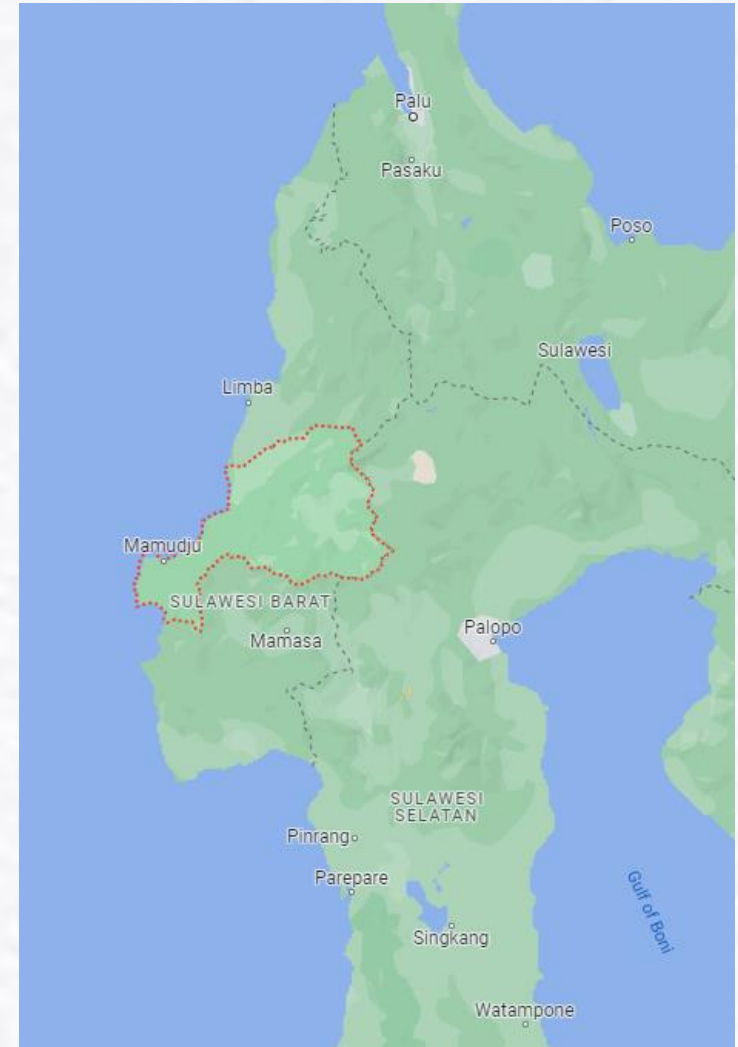 Palu
Pasaku
Poso
Sulawesi
Limba
Mamudju
SULAWESI BARAT
Mamasa
Palopo
SULAWESI
SELATAN
Pinrang
Parepare
Gulf of Boni
Singkang
Watampone